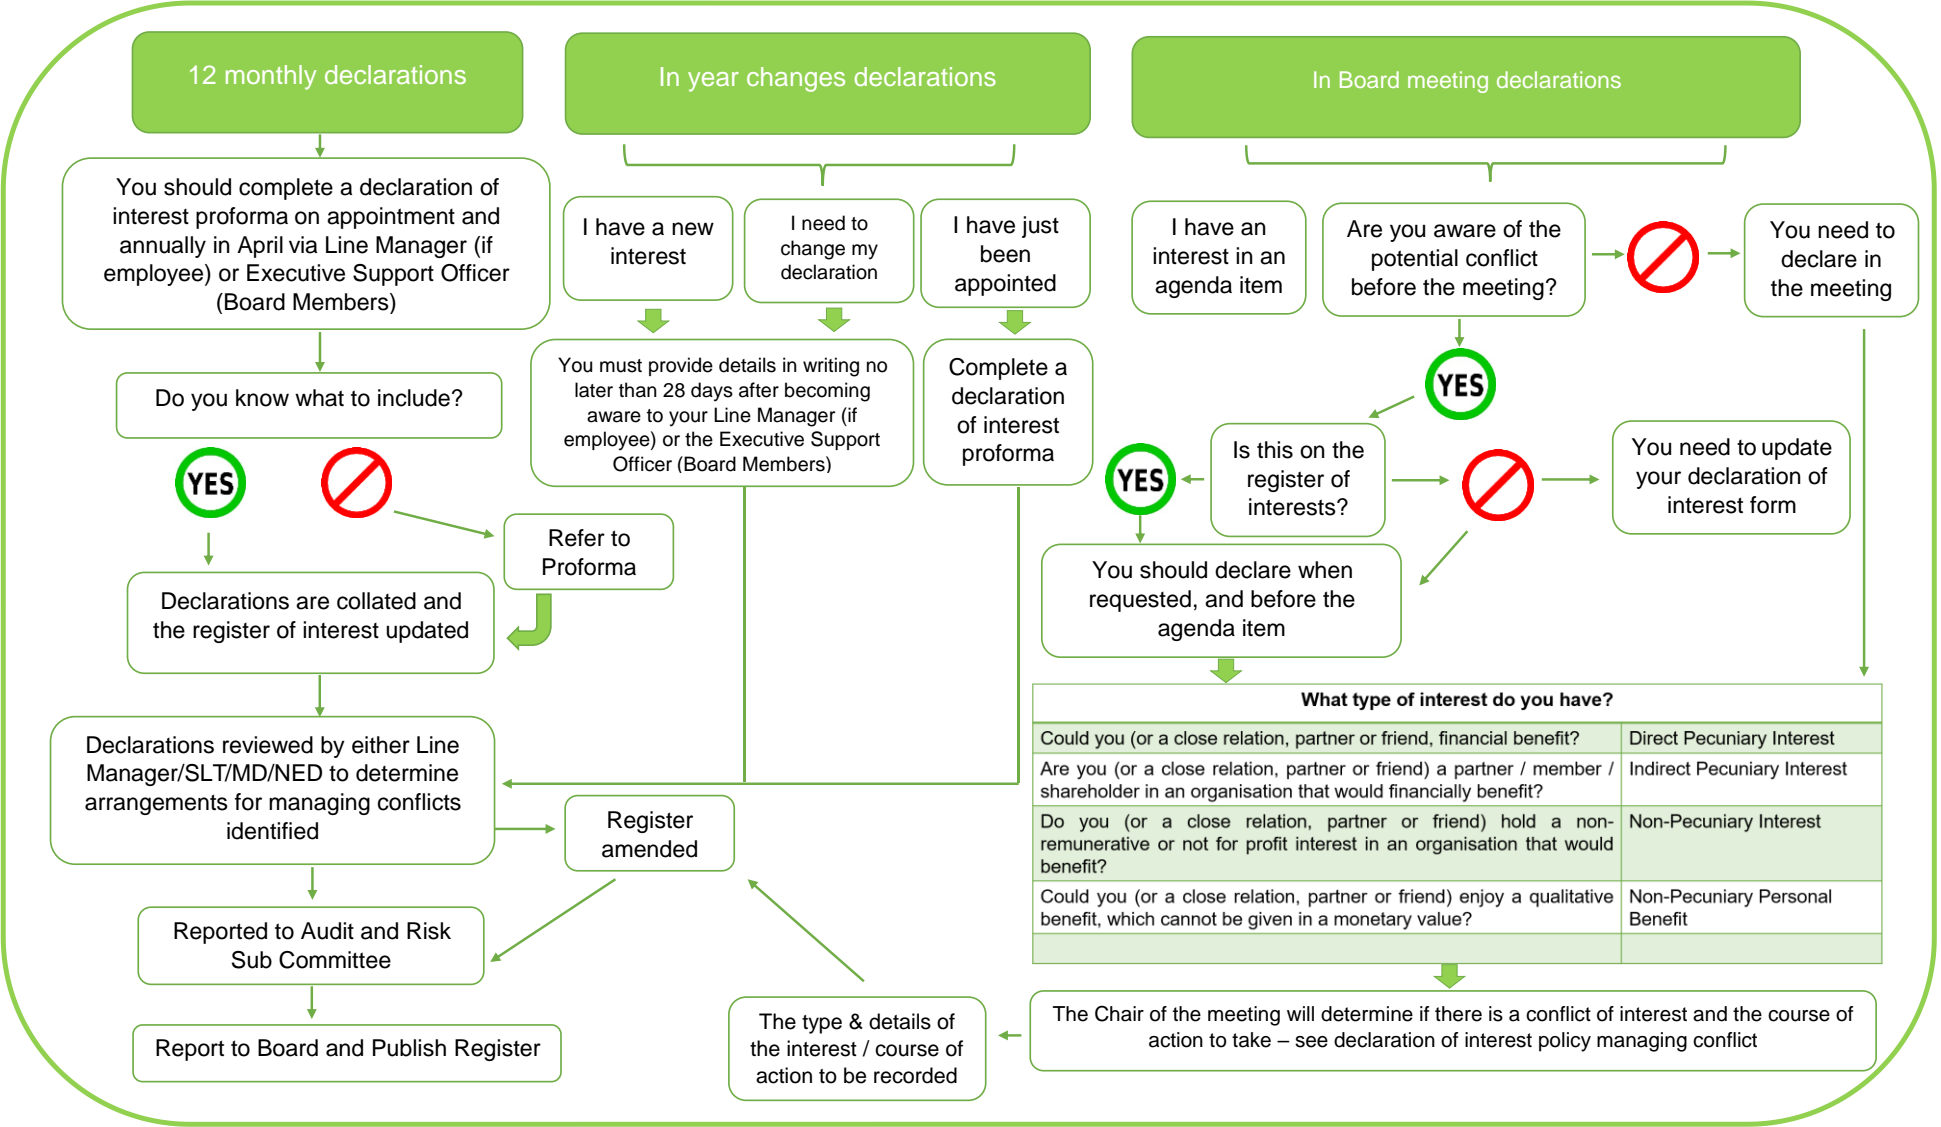 12 monthly declarations
You should complete a declaration of
interest proforma on appointment and
annually in April via Line Manager (if
employee) or Executive Support Officer
(Board Members)
Do you know what to include?
YES
Refer to
Proforma
Declarations are collated and
the register of interest updated
Declarations reviewed by either Line
Manager/SLT/MD/NED to determine
arrangements for managing conflicts
identified
Register
amended
Reported to Audit and Risk
Sub Committee
Report to Board and Publish Register
In year changes declarations
I have a new
interest
I need to
change my
declaration
I have just
been
appointed
You must provide details in writing no
later than 28 days after becoming
aware to your Line Manager (if
employee) or the Executive Support
Officer (Board Members)
Complete a
declaration
of interest
proforma
In Board meeting declarations
I have an
interest in an
agenda item
Are you aware of the
potential conflict
before the meeting?
You need to
declare in
the meeting
YES
Is this on the
register of
interests?
YES
You need to update
your declaration of
interest form
You should declare when
requested, and before the
agenda item
What type of interest do you have?
Could you (or a close relation, partner or friend, financial benefit?
Direct Pecuniary Interest
Are you (or a close relation, partner or friend) a partner / member /
shareholder in an organisation that would financially benefit?
Indirect Pecuniary Interest
Do you (or a close relation, partner or friend) hold a non-
remunerative or not for profit interest in an organisation that would
benefit?
Non-Pecuniary Interest
Could you (or a close relation, partner or friend) enjoy a qualitative
benefit, which cannot be given in a monetary value?
Non-Pecuniary Personal
Benefit
The Chair of the meeting will determine if there is a conflict of interest and the course of
action to take – see declaration of interest policy managing conflict
The type & details of
the interest / course of
action to be recorded